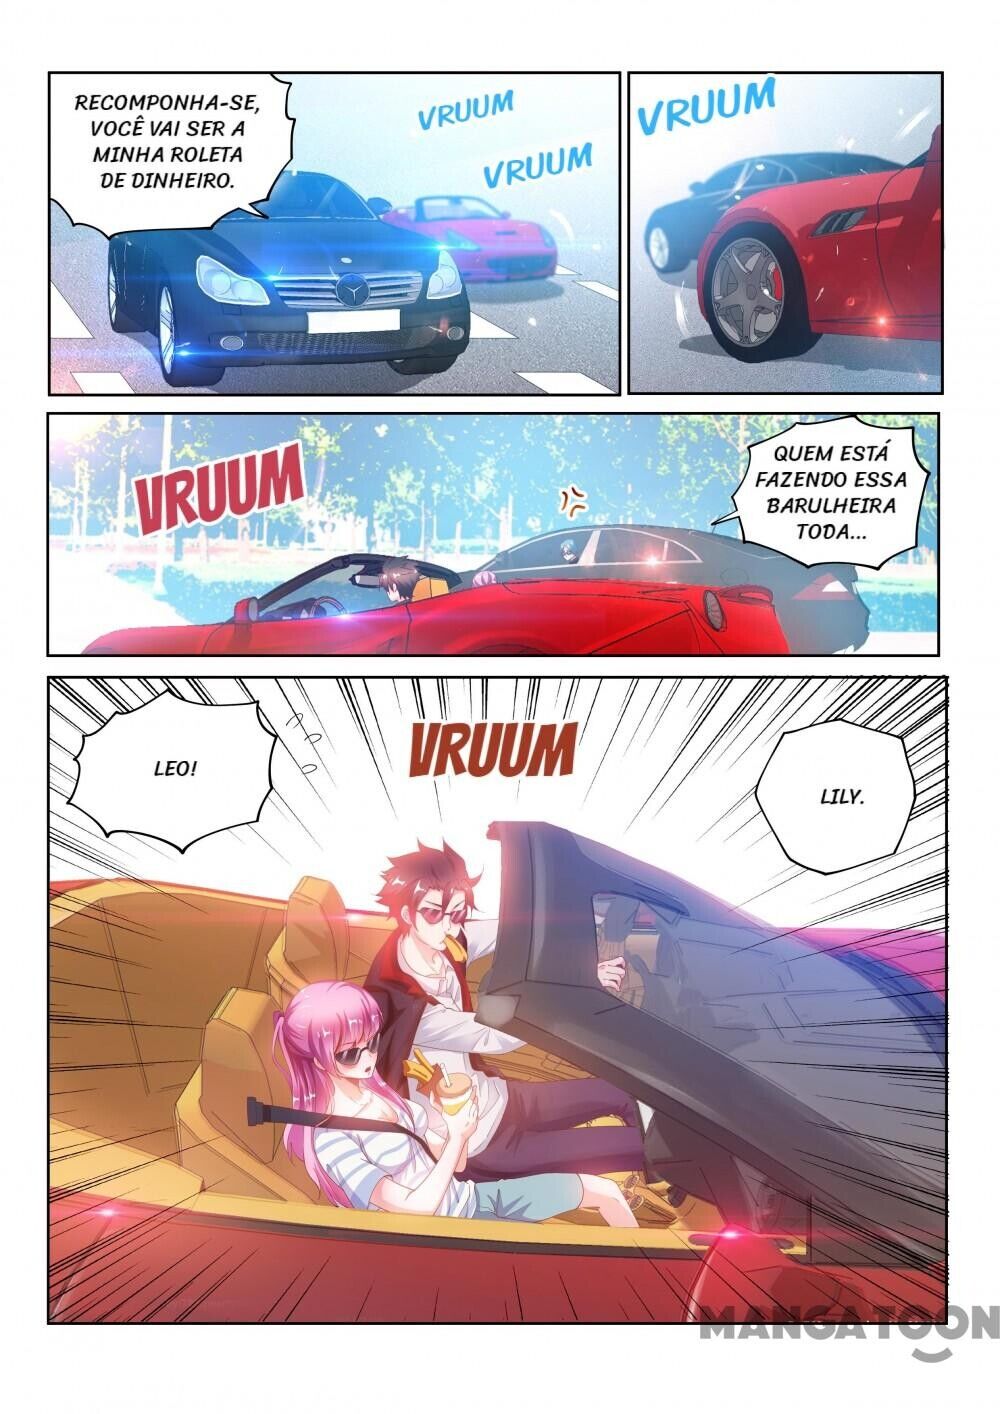 RECOMPONHA-SE,
VOCÊ VAI SER A
MINHA ROLETA
DE DINHEIRO.
VRUUM
VRUUM
VRUUM
VRUUM
QUEM ESTÁ
FAZENDO ESSA
BARULHEIRA
TODA...
LEO!
VRUUM
LILY.
MANGATOON